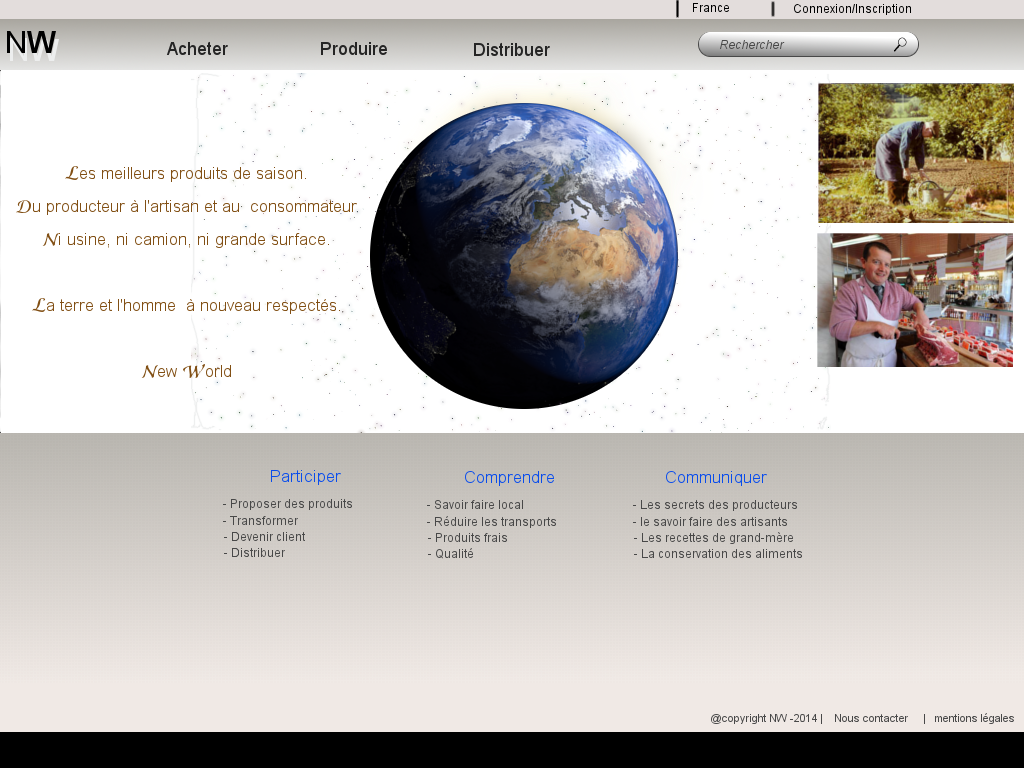 France
Connexion/Inscription
NW
Acheter
Produire
Distribuer
Rechercher
Les meilleurs produits de saison.
Du producteur à l'artisan et au consommateur.
Ni usine, ni camion, ni grande surface.
La terre et l'homme à nouveau respectés.
New World
Participer
- Proposer des produits
- Transformer
- Devenir client
- Distribuer
Comprendre
- Savoir faire local
- Réduire les transports
- Produits frais
- Qualité
Communiquer
- Les secrets des producteurs
- le savoir faire des artisants
- Les recettes de grand-mère
- La conservation des aliments
@copyright NW -2014 | Nous contacter | mentions légales